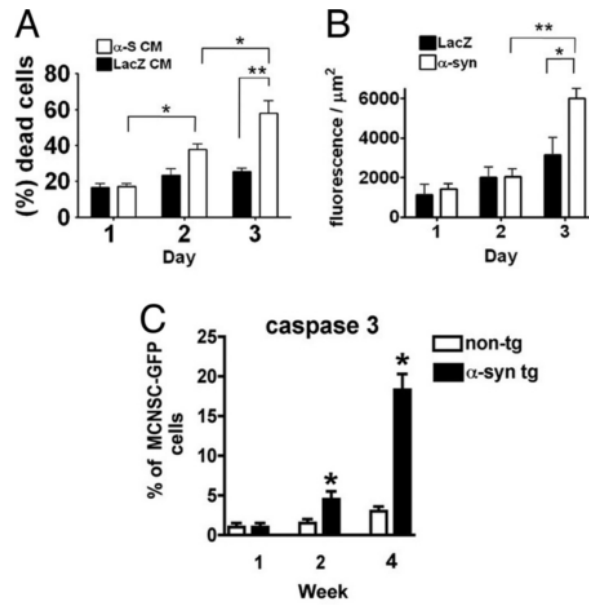 A
α-S CM
LacZ CM
*
**
*
80
60
40
20
0
(%) dead cells
1 2 3
Day
B
LacZ
α-syn
**
*
6000
4000
2000
0
fluorescence / μm²
1 2 3
Day
C
caspase 3
non-tg
α-syn tg
*
*
25
20
15
10
5
0
% of MCNSC-GFP
cells
1 2 4
Week